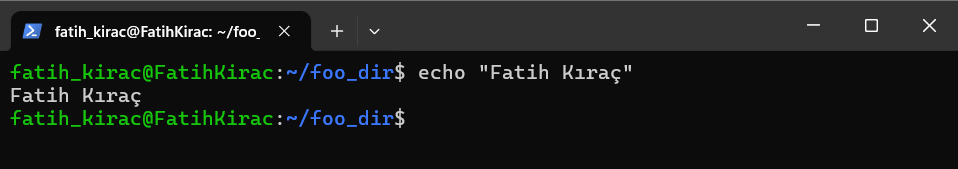 fatih_kirac@FatihKirac: ~/foo_
fatih_kirac@FatihKirac:~/foo_dir$ echo "Fatih Kıraç"
Fatih Kıraç
fatih_kirac@FatihKirac:~/foo_dir$